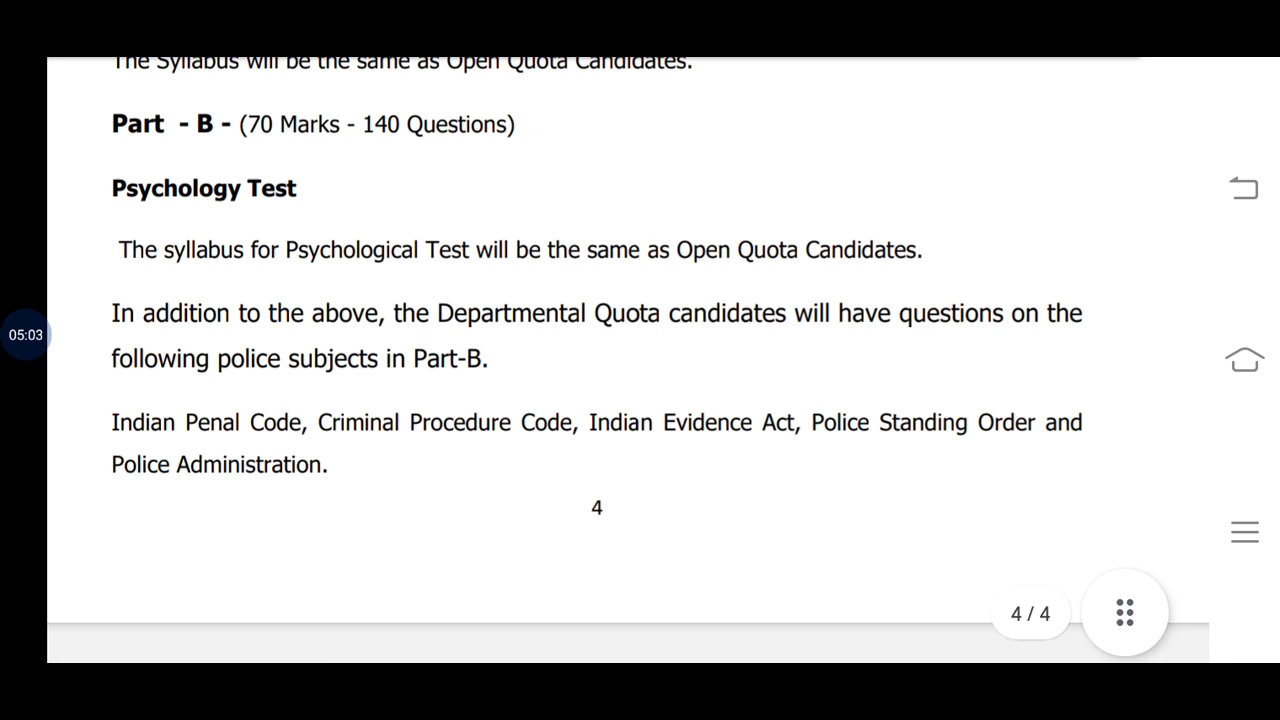 The Syllabus will be the same as Open Quota Candidates.
Part - B - (70 Marks - 140 Questions)
Psychology Test
The syllabus for Psychological Test will be the same as Open Quota Candidates.
In addition to the above, the Departmental Quota candidates will have questions on the
following police subjects in Part-B.
05:03
Indian Penal Code, Criminal Procedure Code, Indian Evidence Act, Police Standing Order and
Police Administration.
4
4 / 4